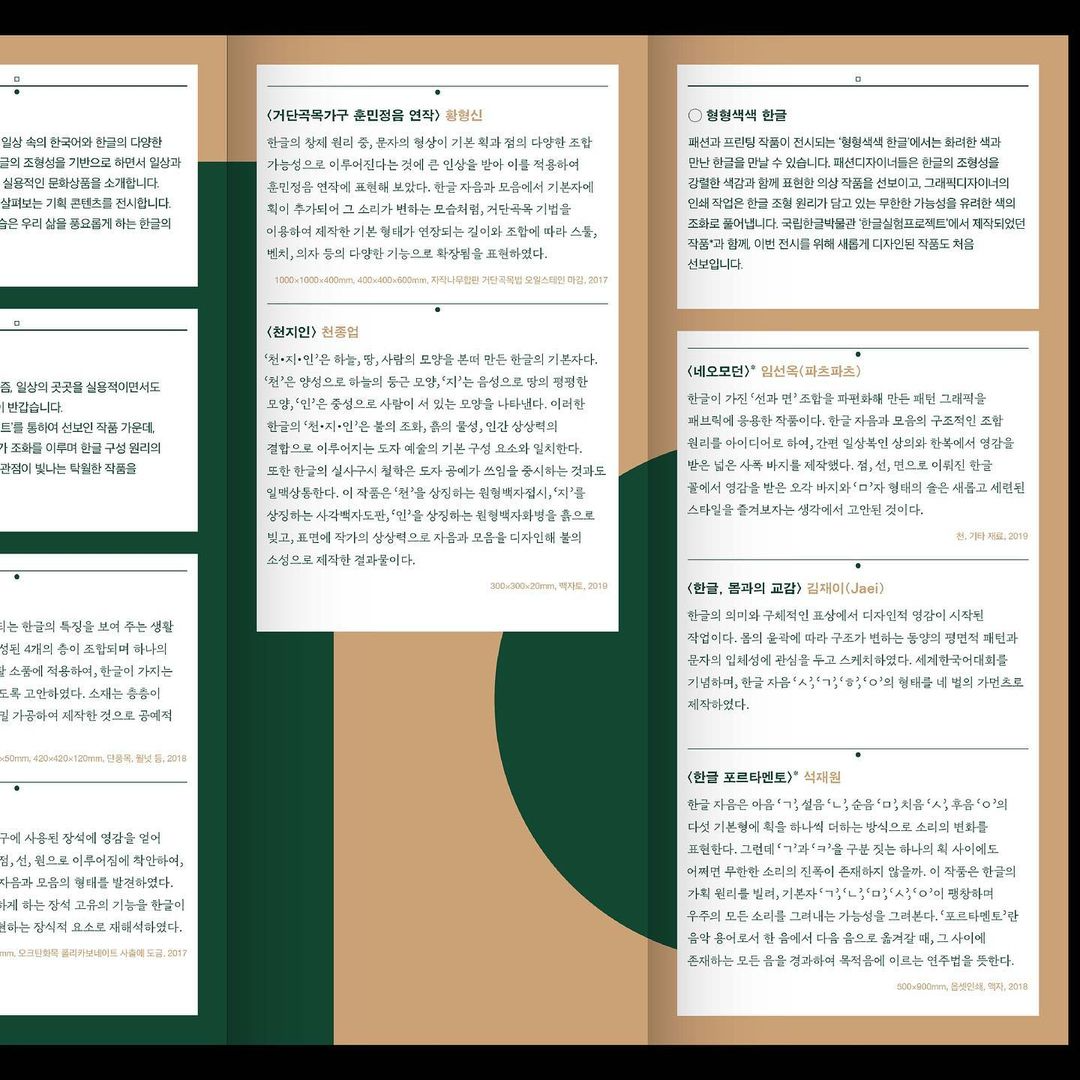 일상 속의 한국어와 한글의 다양한
글의 조형성을 기반으로 하면서 일상과
실용적인 문화상품을 소개합니다.
살펴보는 기획 콘텐츠를 전시합니다.
습은 우리 삶을 풍요롭게 하는 한글의
즘, 일상의 곳곳을 실용적이면서도
이 반갑습니다.
트'를 통하여 선보인 작품 가운데,
가 조화를 이루며 한글 구성 원리의
관점이 빛나는 탁월한 작품을
되는 한글의 특징을 보여 주는 생활
성된 4개의 층이 조합되며 하나의
활 소품에 적용하여, 한글이 가지는
도록 고안하였다. 소재는 층층이
밀 가공하여 제작한 것으로 공예적
×50mm, 420×420×120mm, 단풍목, 월넛 등, 2018
구에 사용된 장석에 영감을 얻어
점, 선, 원으로 이루어짐에 착안하여,
자음과 모음의 형태를 발견하였다.
하게 하는 장석 고유의 기능을 한글이
현하는 장식적 요소로 재해석하였다.
mm, 오크탄화목 폴리카보네이트 사출에 도금, 2017
〈거단곡목가구 훈민정음 연작〉 황형신
한글의 창제 원리 중, 문자의 형상이 기본 획과 점의 다양한 조합
가능성으로 이루어진다는 것에 큰 인상을 받아 이를 적용하여
훈민정음 연작에 표현해 보았다. 한글 자음과 모음에서 기본자에
획이 추가되어 그 소리가 변하는 모습처럼, 거단곡목 기법을
이용하여 제작한 기본 형태가 연장되는 길이와 조합에 따라 스툴,
벤치, 의자 등의 다양한 기능으로 확장됨을 표현하였다.
1000×1000×400mm, 400×400×600mm, 자작나무합판 거단곡목법 오일스테인 마감, 2017
〈천지인〉 천종업
'천•지•인'은 하늘, 땅, 사람의 모양을 본떠 만든 한글의 기본자다.
'천'은 양성으로 하늘의 둥근 모양, '지'는 음성으로 땅의 평평한
모양, '인'은 중성으로 사람이 서 있는 모양을 나타낸다. 이러한
한글의 '천•지•인'은 불의 조화, 흙의 물성, 인간 상상력의
결합으로 이루어지는 도자 예술의 기본 구성 요소와 일치한다.
또한 한글의 실사구시 철학은 도자 공예가 쓰임을 중시하는 것과도
일맥상통한다. 이 작품은 '천'을 상징하는 원형백자접시, '지'를
상징하는 사각백자도판, '인'을 상징하는 원형백자화병을 흙으로
빚고, 표면에 작가의 상상력으로 자음과 모음을 디자인해 불의
소성으로 제작한 결과물이다.
300×300×20mm, 백자토, 2019
○ 형형색색 한글
패션과 프린팅 작품이 전시되는 '형형색색 한글'에서는 화려한 색과
만난 한글을 만날 수 있습니다. 패션디자이너들은 한글의 조형성을
강렬한 색감과 함께 표현한 의상 작품을 선보이고, 그래픽디자이너의
인쇄 작업은 한글 조형 원리가 담고 있는 무한한 가능성을 유려한 색의
조화로 풀어냅니다. 국립한글박물관 '한글실험프로젝트'에서 제작되었던
작품*과 함께, 이번 전시를 위해 새롭게 디자인된 작품도 처음
선보입니다.
〈네오모던〉* 임선옥(파츠파츠)
한글이 가진 '선과 면' 조합을 파편화해 만든 패턴 그래픽을
패브릭에 응용한 작품이다. 한글 자음과 모음의 구조적인 조합
원리를 아이디어로 하여, 간편 일상복인 상의와 한복에서 영감을
받은 넓은 사폭 바지를 제작했다. 점, 선, 면으로 이뤄진 한글
꼴에서 영감을 받은 오각 바지와 'ㅁ'자 형태의 숄은 새롭고 세련된
스타일을 즐겨보자는 생각에서 고안된 것이다.
천, 기타 재료, 2019
〈한글, 몸과의 교감〉 김재이(Jaei)
한글의 의미와 구체적인 표상에서 디자인적 영감이 시작된
작업이다. 몸의 윤곽에 따라 구조가 변하는 동양의 평면적 패턴과
문자의 입체성에 관심을 두고 스케치하였다. 세계한국어대회를
기념하며, 한글 자음 'ㅅ', 'ㄱ', 'ㅎ', 'ㅇ'의 형태를 네 벌의 가먼츠로
제작하였다.
〈한글 포르타멘토〉* 석재원
한글 자음은 아음 'ㄱ', 설음 'ㄴ', 순음 'ㅁ', 치음 'ㅅ', 후음 'ㅇ'의
다섯 기본형에 획을 하나씩 더하는 방식으로 소리의 변화를
표현한다. 그런데 'ㄱ'과 'ㅋ'을 구분 짓는 하나의 획 사이에도
어쩌면 무한한 소리의 진폭이 존재하지 않을까. 이 작품은 한글의
가획 원리를 빌려, 기본자 'ㄱ', 'ㄴ', 'ㅁ', 'ㅅ', 'ㅇ'이 팽창하며
우주의 모든 소리를 그려내는 가능성을 그려본다. '포르타멘토'란
음악 용어로서 한 음에서 다음 음으로 옮겨갈 때, 그 사이에
존재하는 모든 음을 경과하여 목적음에 이르는 연주법을 뜻한다.
500×900mm, 옵셋인쇄, 액자, 2018